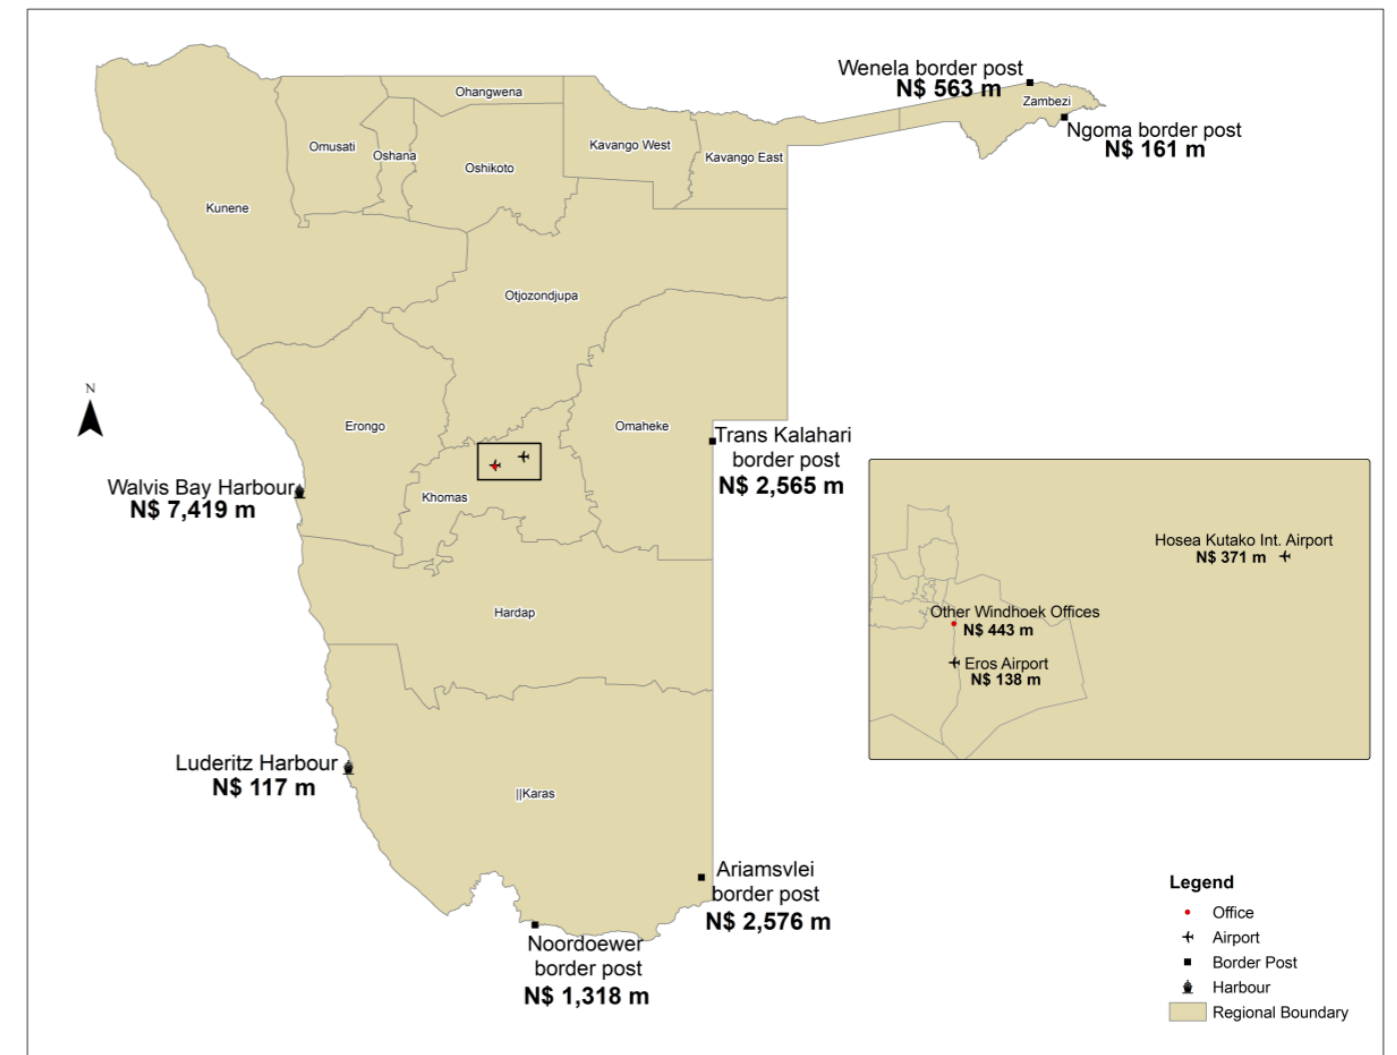 Wenela border post
N$ 563 m
Zambezi
Ngoma border post
N$ 161 m
Ohangwena
Omusati
Oshana
Oshikoto
Kavango West
Kavango East
Kunene
Otjozondjupa
N
Erongo
Omaheke
Trans Kalahari
border post
N$ 2,565 m
Walvis Bay Harbour
N$ 7,419 m
Khomas
Hosea Kutako Int. Airport
N$ 371 m
Other Windhoek Offices
N$ 443 m
Eros Airport
N$ 138 m
Hardap
Luderitz Harbour
N$ 117 m
||Karas
Ariamsvlei
border post
N$ 2,576 m
Noordoewer
border post
N$ 1,318 m
Legend
Office
Airport
Border Post
Harbour
Regional Boundary